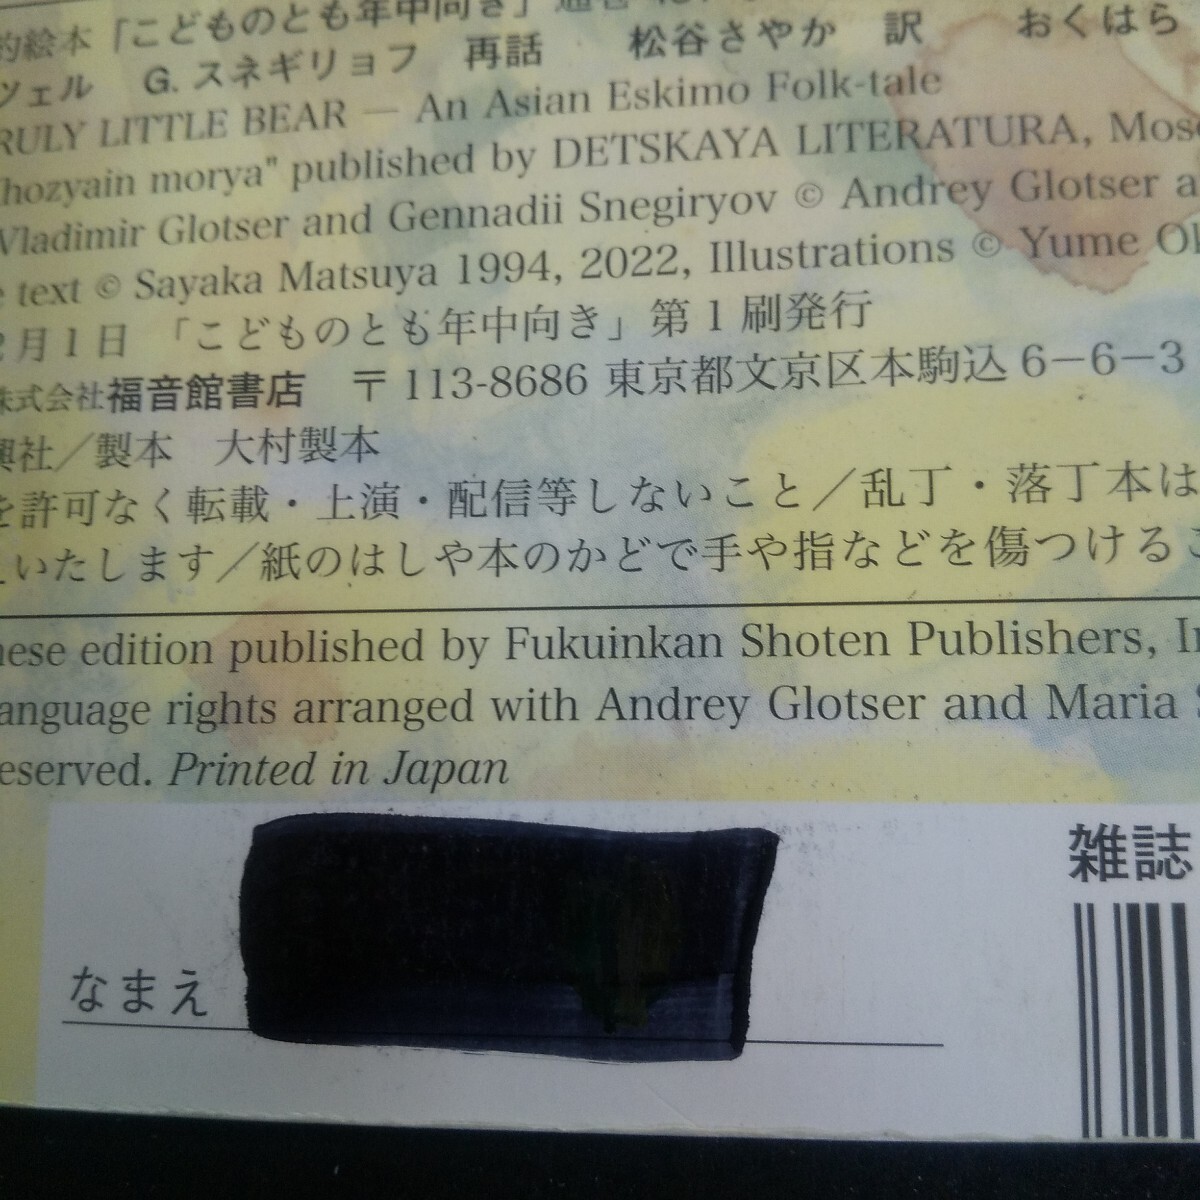 的絵本「こどものとも年中向き」通巻
ツェル G. スネギリョフ 再話 松谷さやか 訳 おくはら
RULY LITTLE BEAR — An Asian Eskimo Folk-tale
hozyain morya" published by DETSKAYA LITERATURA, Mosc
Vladimir Glotser and Gennadii Snegiryov © Andrey Glotser a
e text © Sayaka Matsuya 1994, 2022, Illustrations © Yume Ok
2月1日 「こどものとも年中向き」第1刷発行
株式会社福音館書店 〒113-8686 東京都文京区本駒込6-6-3
興社/製本 大村製本
を許可なく転載・上演・配信等しないこと/乱丁・落丁本は
えいたします/紙のはしや本のかどで手や指などを傷つけるこ
nese edition published by Fukuinkan Shoten Publishers, In
anguage rights arranged with Andrey Glotser and Maria S
eserved. Printed in Japan
雑誌
なまえ